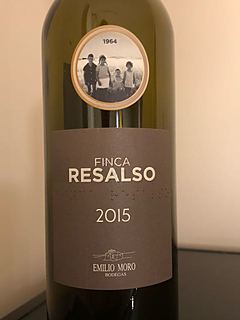 1964
FINCA
RESALSO
2015
EMILIO MORO
BODEGAS